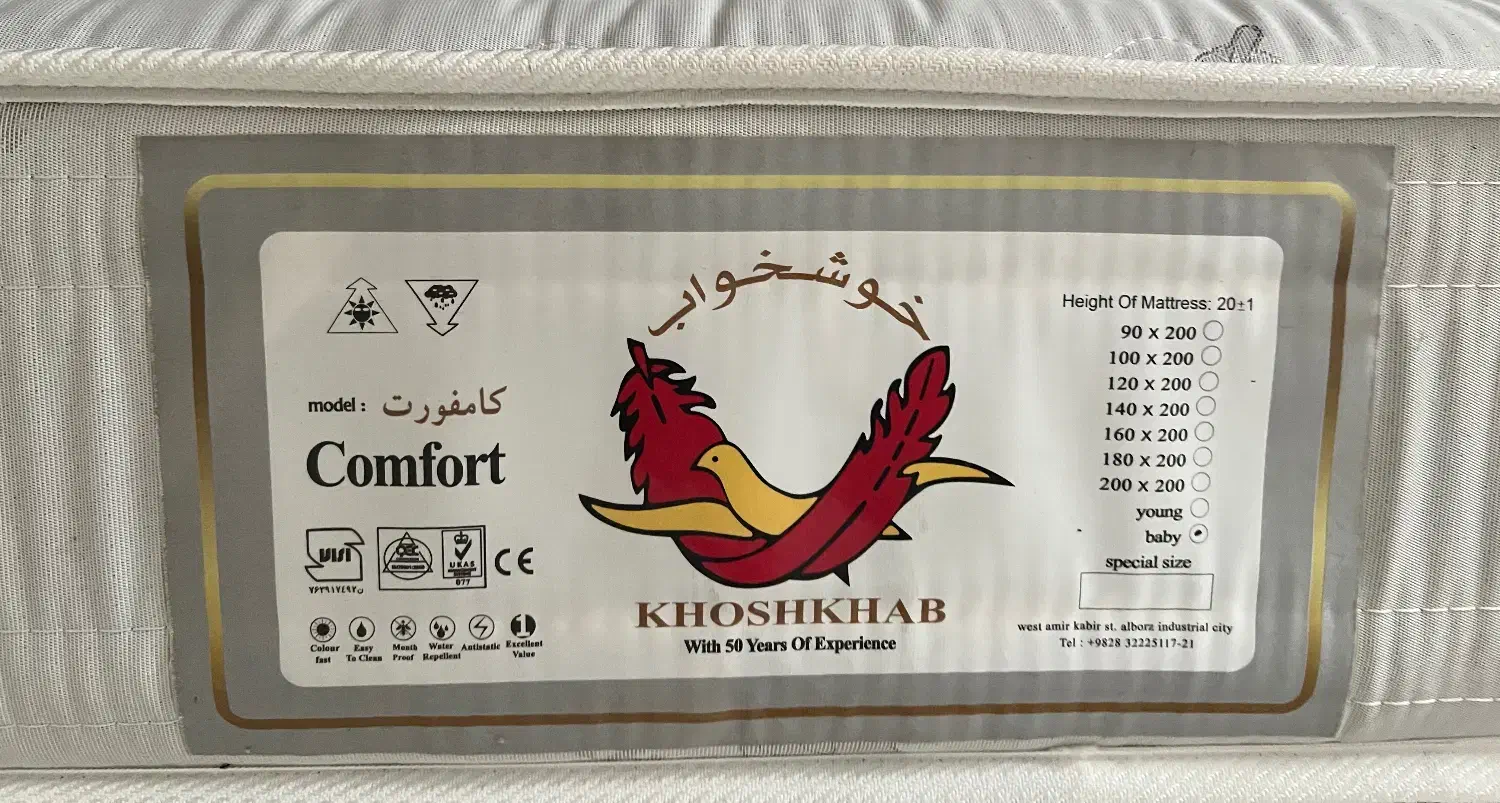 خوشخواب
model : کامفورت
Comfort
UKAS
077
CE
Colour
fast
Easy
To Clean
Month
Proof
Water
Repellent
Antistatic
1
Excellent
Value
KHOSHKHAB
With 50 Years Of Experience
Height Of Mattress: 20±1
90 x 200
100 x 200
120 x 200
140 x 200
160 x 200
180 x 200
200 x 200
young
baby
special size
west amir kabir st. alborz industrial city
Tel : +9828 32225117-21